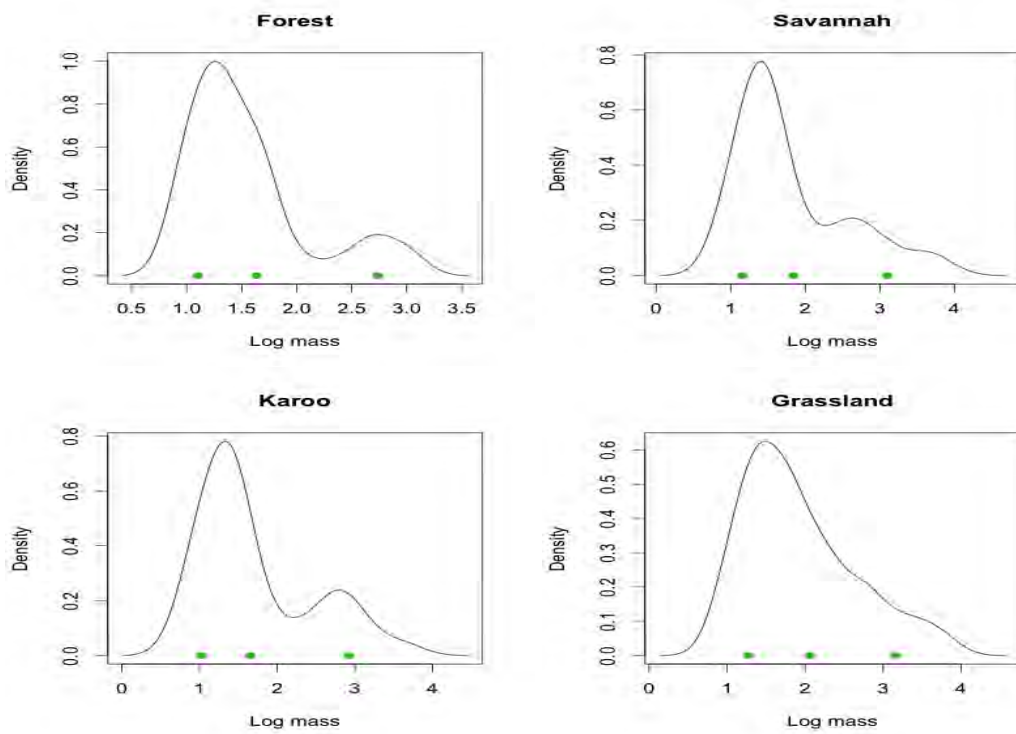 Forest
Density
0.0 0.2 0.4 0.6 0.8 1.0
0.5 1.0 1.5 2.0 2.5 3.0 3.5
Log mass
Savannah
Density
0.0 0.2 0.4 0.6 0.8
0 1 2 3 4
Log mass
Karoo
Density
0.0 0.2 0.4 0.6 0.8
0 1 2 3 4
Log mass
Grassland
Density
0.0 0.1 0.2 0.3 0.4 0.5 0.6
0 1 2 3 4
Log mass